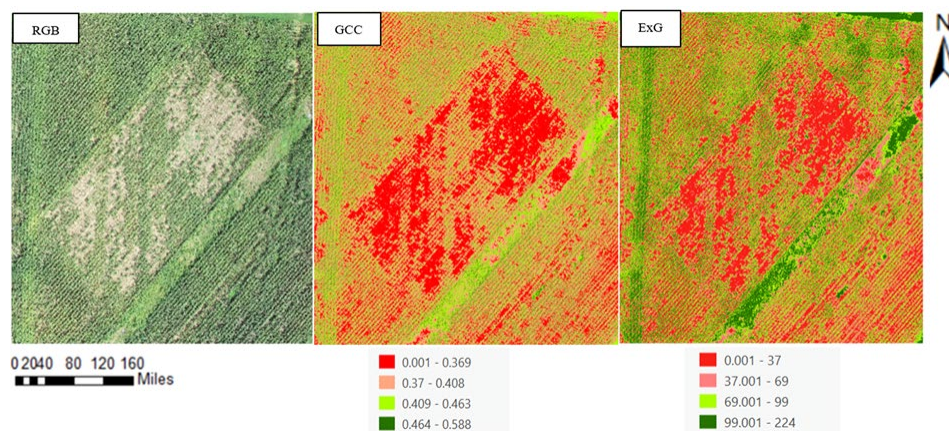 RGB
GCC
ExG
N
0 20 40 80 120 160
Miles
0.001 - 0.369
0.37 - 0.408
0.409 - 0.463
0.464 - 0.588
0.001 - 37
37.001 - 69
69.001 - 99
99.001 - 224